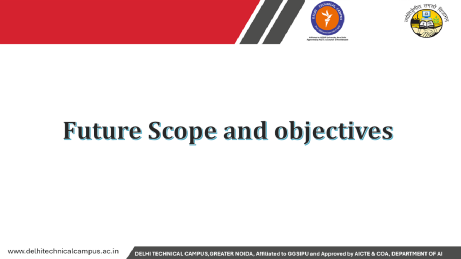 Future Scope and objectives
www.delhitechnicalcampus.ac.in
DELHI TECHNICAL CAMPUS,GREATER NOIDA, Affiliated to GGSIPU and Approved by AICTE & COA, DEPARTMENT OF AI